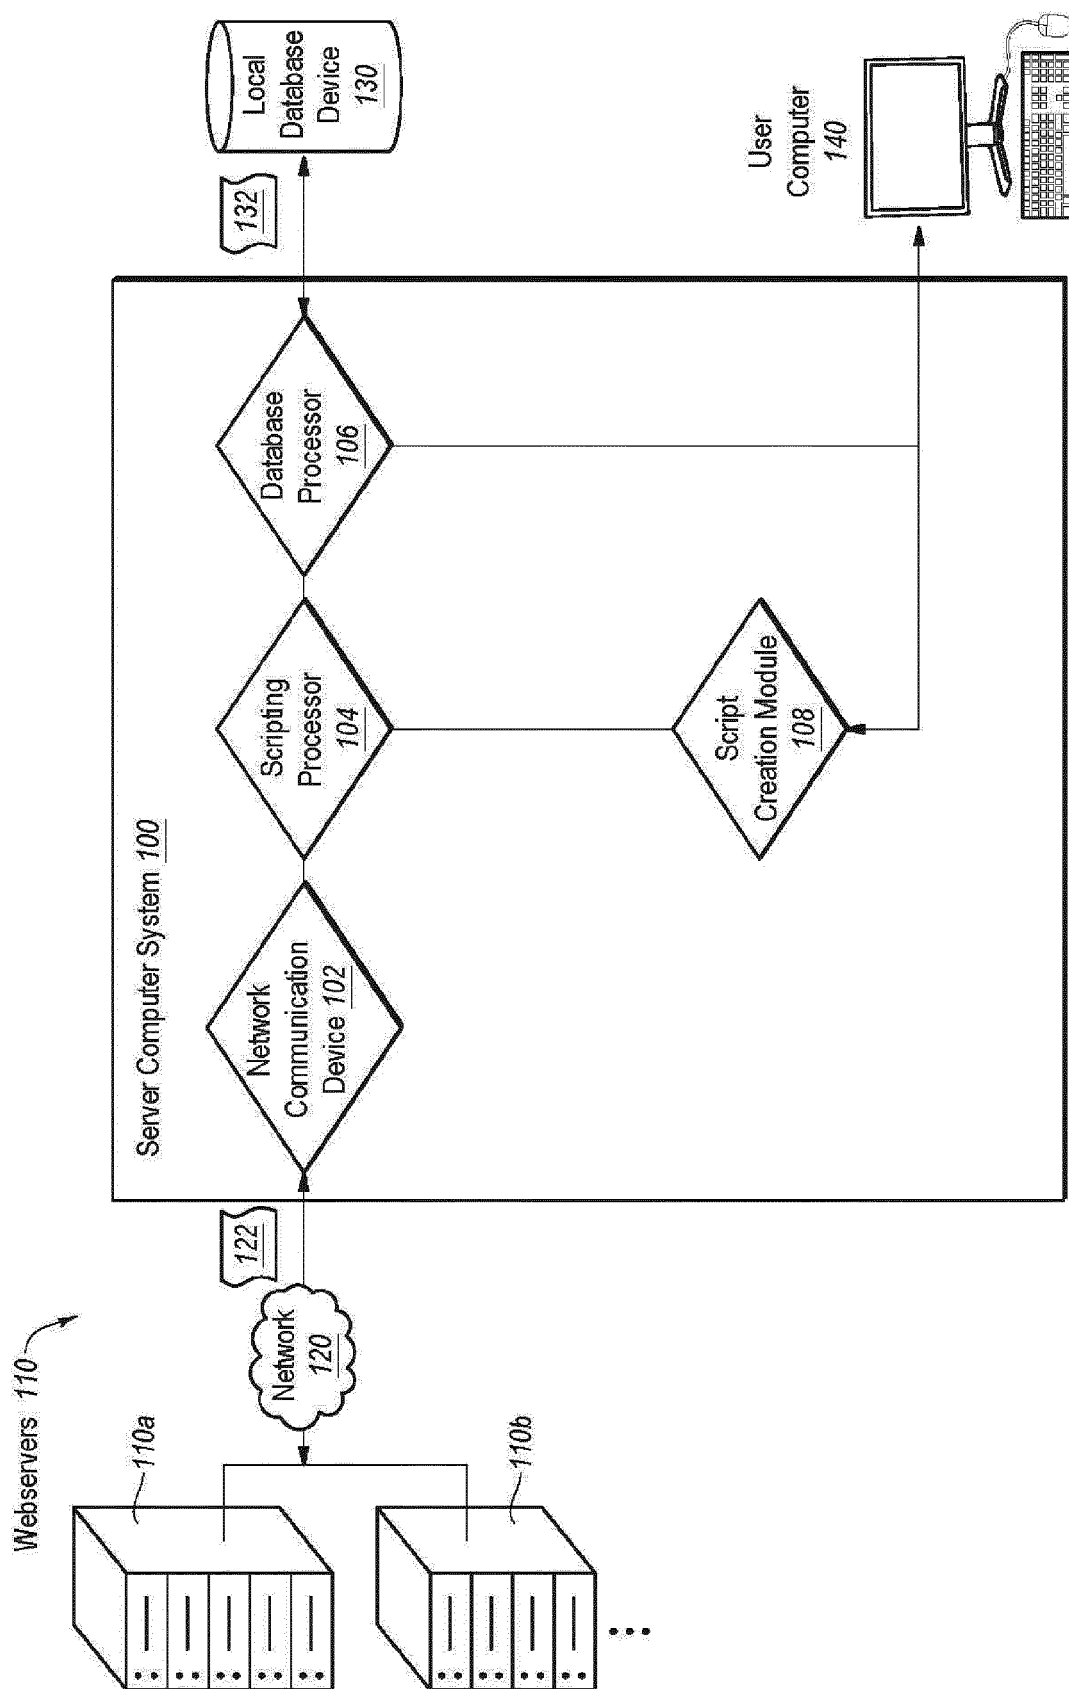 Webservers 110
110a
110b
Network
120
122
Server Computer System 100
Network
Communication
Device 102
Scripting
Processor
104
Database
Processor
106
Script
Creation Module
108
132
Local
Database
Device
130
User
Computer
140